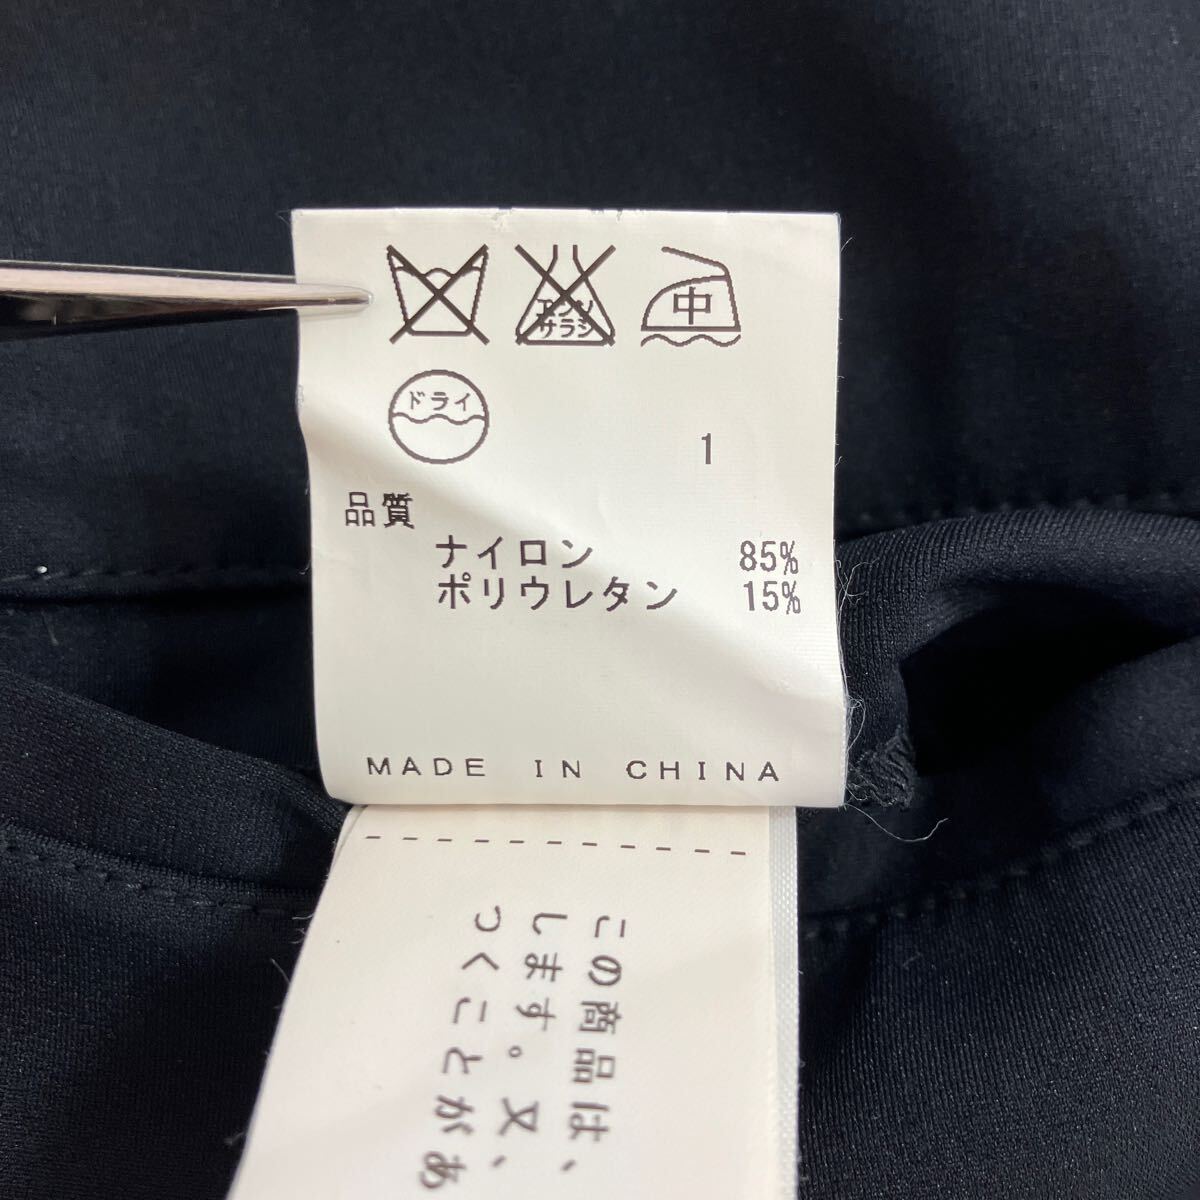 エンソ
サラシ
中
ドライ
1
品質
ナイロン 85%
ポリウレタン 15%
MADE IN CHINA
この商品は、
します。又、
つくことがあ